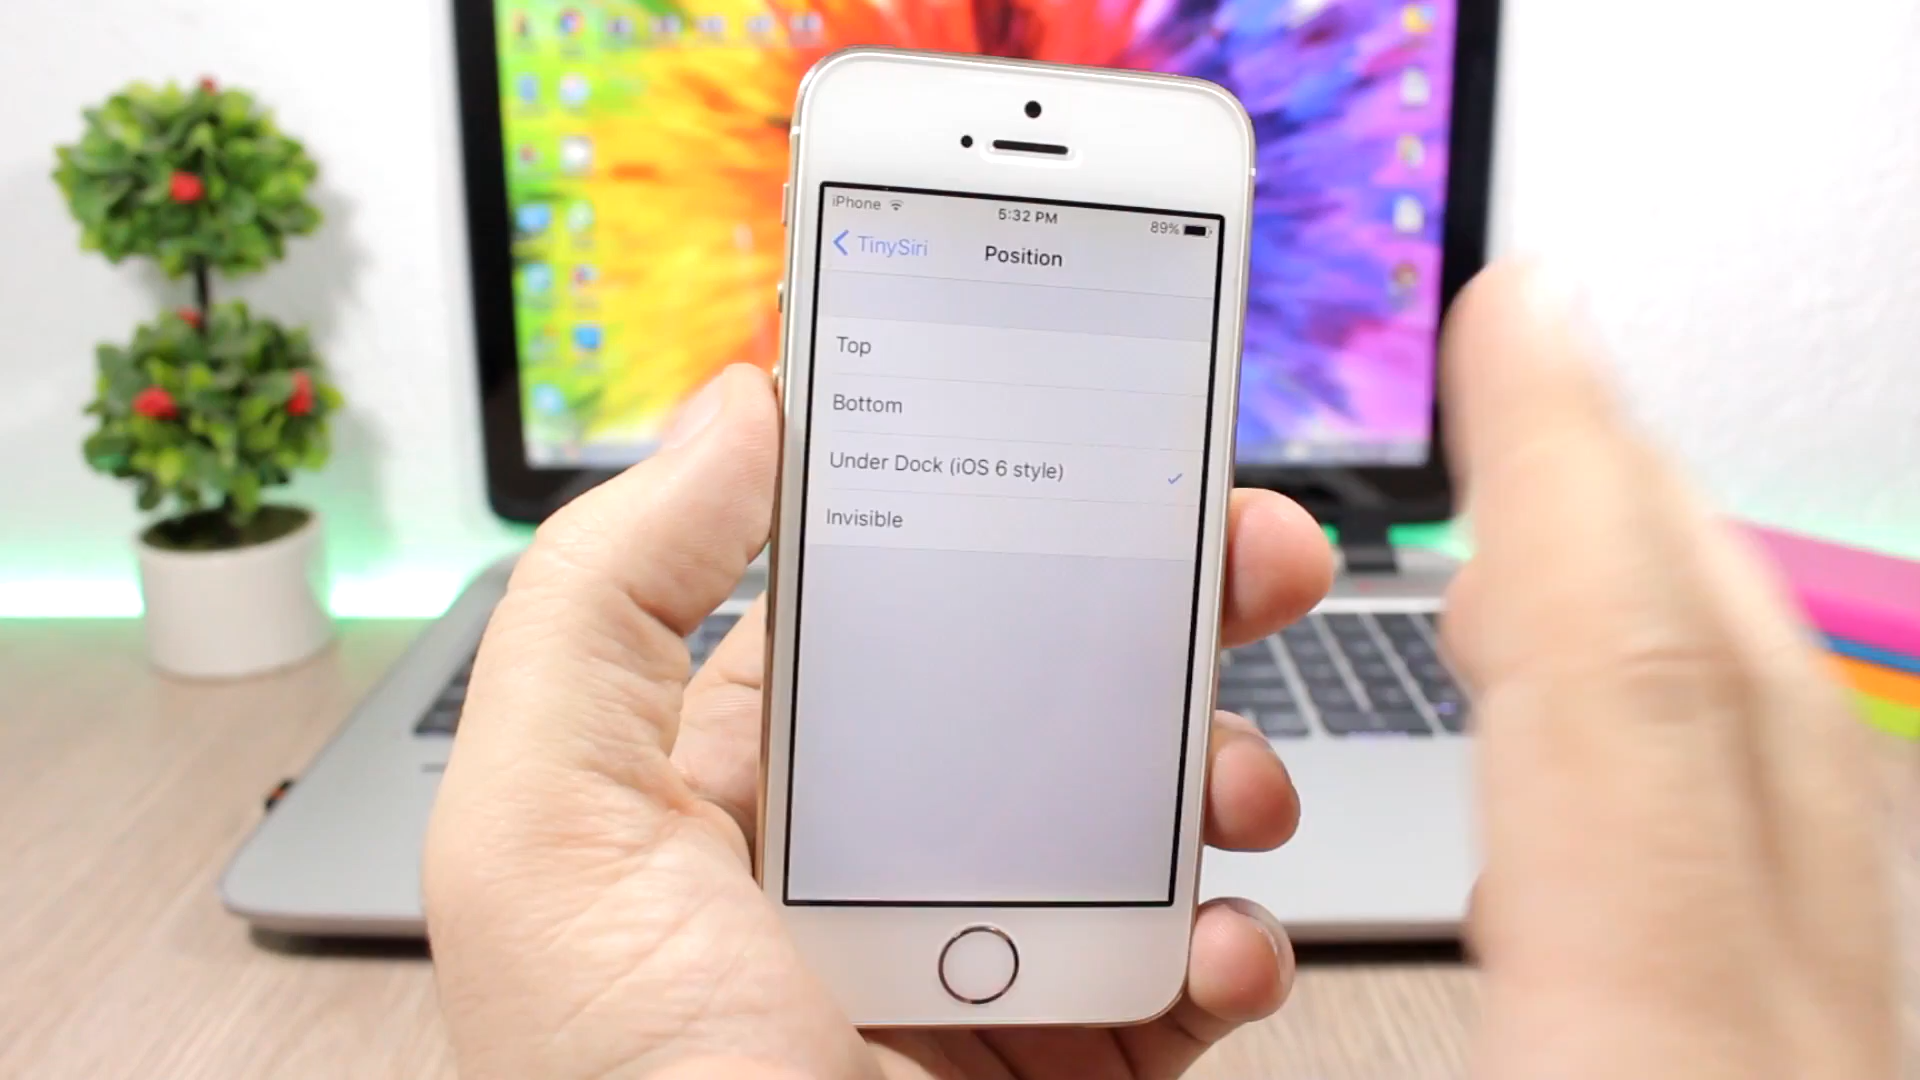 iPhone
5:32 PM
89%
TinySiri
Position
Top
Bottom
Under Dock (iOS 6 style)
Invisible